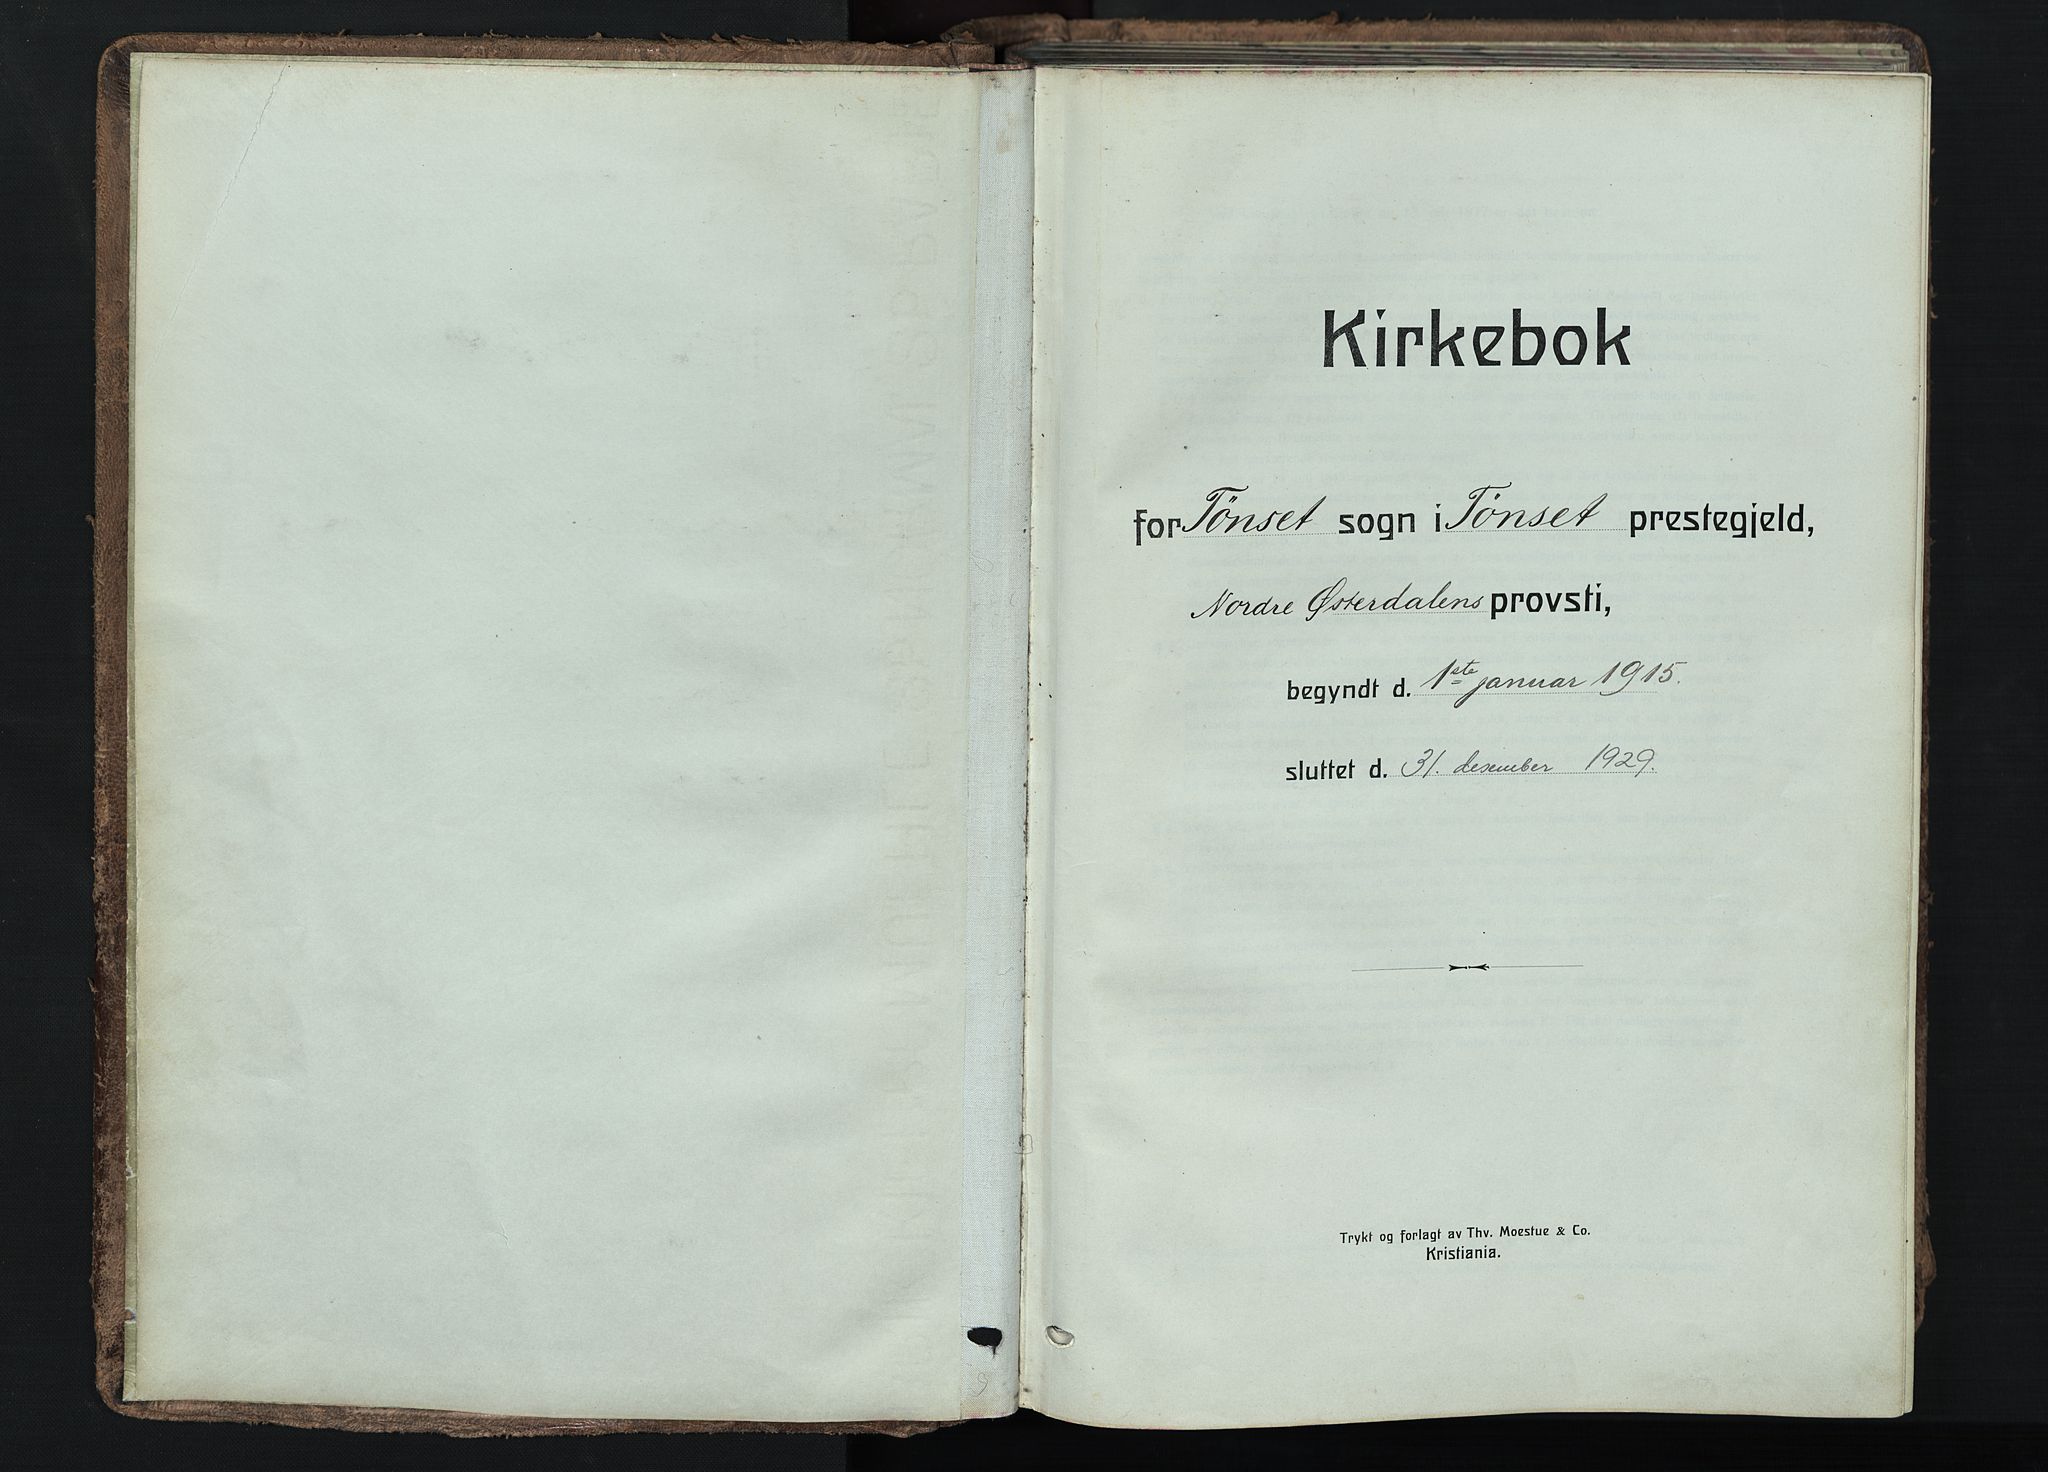 Kirkebok
for Tönset sogn i Tönset prestegjeld,
Nordre Østerdalens provsti,
begyndt d. 1ste januar 1915.
sluttet d. 31. desember 1929.
Trykt og forlagt av Thv. Moestue & Co.
Kristiania.